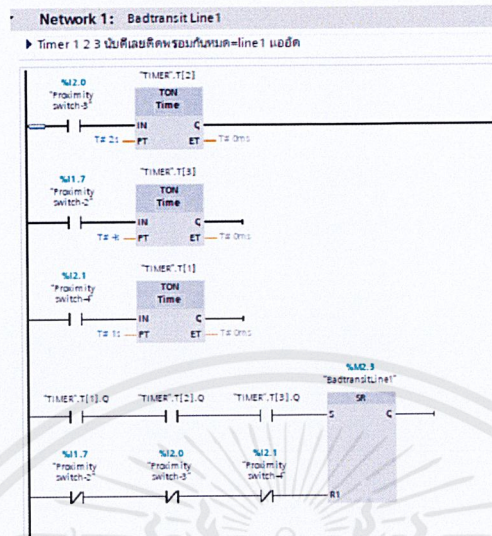 Network 1: Badtransit Line1
Timer 1 2 3 นับดีเลยติดพร้อมกันหมด=line1 แออัด
"TIMER".T[2]
%I2.0
"Proximity
switch-3"
TON
Time
IN Q
T# 2s PT ET T# 0ms
"TIMER".T[3]
%I1.7
"Proximity
switch-2"
TON
Time
IN Q
PT ET T# 0ms
"TIMER".T[1]
%I2.1
"Proximity
switch-4"
TON
Time
IN Q
T# 1s PT ET T# 0ms
%M2.3
"BadtransitLine1"
"TIMER".T[1].Q "TIMER".T[2].Q "TIMER".T[3].Q SR
S Q
%I1.7 %I2.0 %I2.1
"Proximity "Proximity "Proximity
switch-2" switch-3" switch-4"
R1